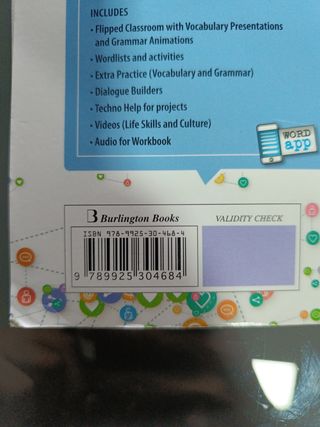 INCLUDES
• Flipped Classroom with Vocabulary Presentations
and Grammar Animations
• Wordlists and activities
• Extra Practice (Vocabulary and Grammar)
• Dialogue Builders
• Techno Help for projects
• Videos (Life Skills and Culture)
• Audio for Workbook
WORD
app
B Burlington Books
VALIDITY CHECK
ISBN 978-9925-30-468-4
9 789925 304684